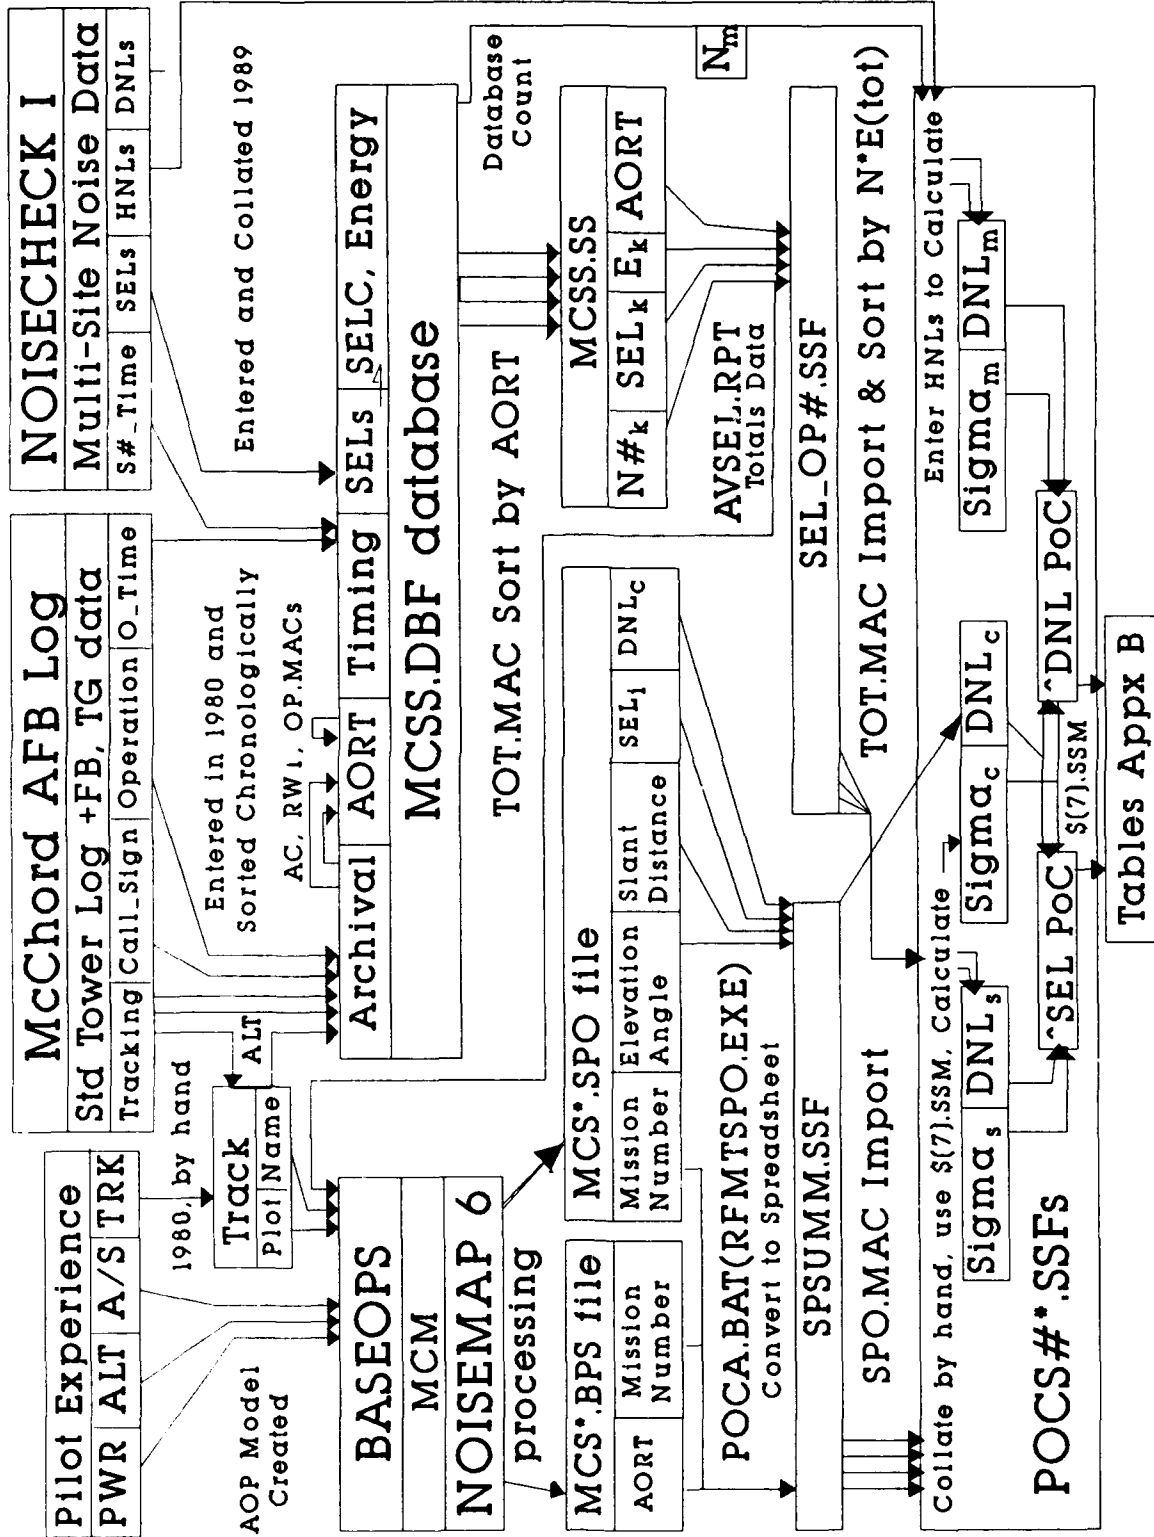 Pilot Experience
PWR ALT A/S TRK
McChord AFB Log
Std Tower Log +FB, TG data
Tracking Call_Sign Operation O_Time
NOISECHECK I
Multi-Site Noise Data
S#_Time SELs HNLs DNLs
AOP Model
Created
1980, by hand
Track
Plot Name
ALT
Entered in 1980 and
Sorted Chronologically
AC, RWi, OP.MACs
Entered and Collated 1989
BASEOPS
MCM
NOISEMAP 6
processing
Archival AORT Timing SELs SELC, Energy
MCSS.DBF database
TOT.MAC Sort by AORT
Database
Count
Nm
MCS*.BPS file
AORT
Mission
Number
MCS*.SPO file
Mission
Number
Elevation
Angle
Slant
Distance
SELi
DNLc
MCSS.SS
N#k SELk Ek AORT
AVSEL.RPT
Totals Data
POCA.BAT(RFMTSPO.EXE)
Convert to Spreadsheet
SPSUMM.SSF
SEL_OP#.SSF
SPO.MAC Import
TOT.MAC Import & Sort by N*E(tot)
Collate by hand, use $(7).SSM, Calculate
Enter HNLs to Calculate
Sigmas DNLs
Sigmac DNLc
Sigmam DNLm
^SEL PoC
^DNL PoC
$(7).SSM
POCS#*.SSFs
Tables Appx B